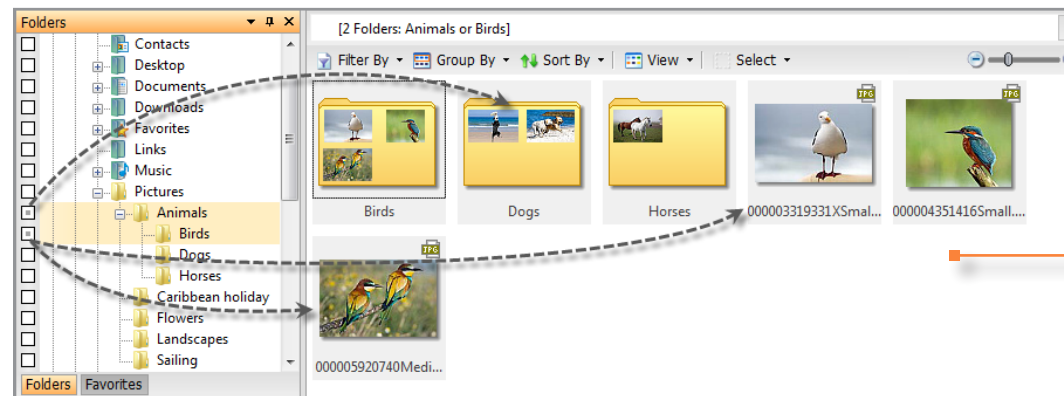 Folders
Contacts
Desktop
Documents
Downloads
Favorites
Links
Music
Pictures
Animals
Birds
Dogs
Horses
Caribbean holiday
Flowers
Landscapes
Sailing
Folders Favorites
[2 Folders: Animals or Birds]
Filter By Group By Sort By View Select
JPG JPG
Birds Dogs Horses 000003319331XSmal... 000004351416Small....
JPG
000005920740Medi...